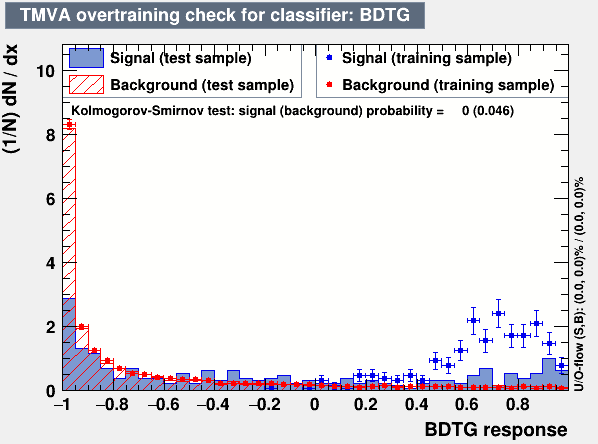 TMVA overtraining check for classifier: BDTG
(1/N) dN / dx
Signal (test sample)
Background (test sample)
Signal (training sample)
Background (training sample)
Kolmogorov-Smirnov test: signal (background) probability = 0 (0.046)
10
8
6
4
2
0
−1 −0.8 −0.6 −0.4 −0.2 0 0.2 0.4 0.6 0.8
BDTG response
U/O-flow (S,B): (0.0, 0.0)% / (0.0, 0.0)%